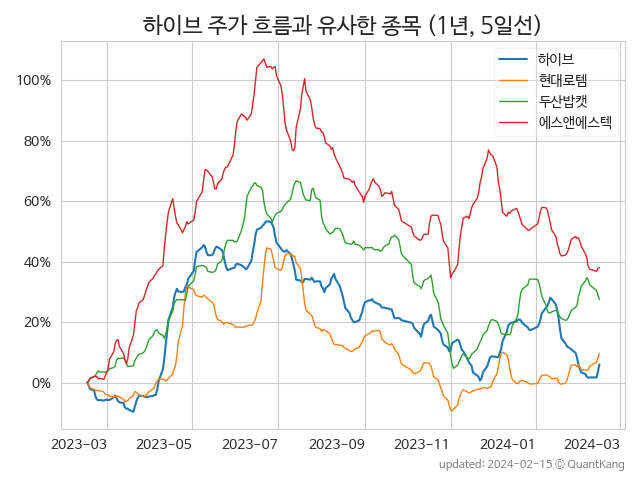 하이브 주가 흐름과 유사한 종목 (1년, 5일선)
하이브
현대로템
두산밥캣
에스앤에스텍
100%
80%
60%
40%
20%
0%
2023-03 2023-05 2023-07 2023-09 2023-11 2024-01 2024-03
updated: 2024-02-15 © QuantKang